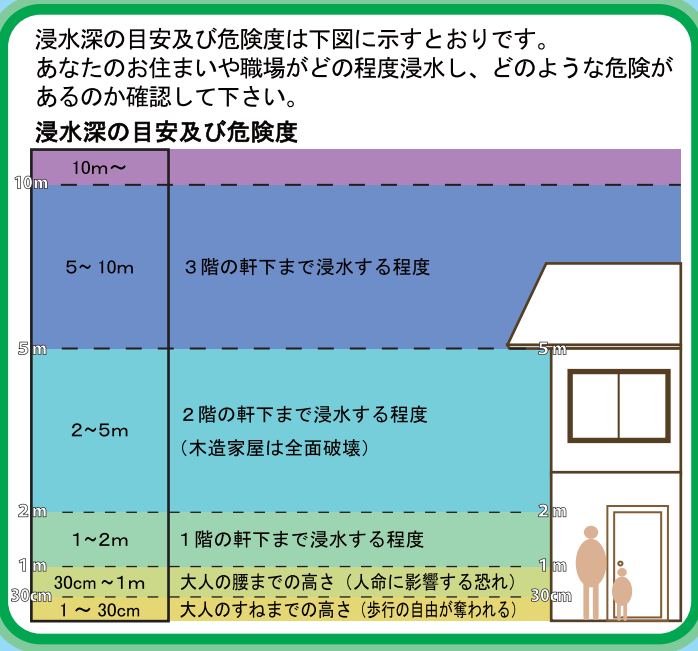 浸水深の目安及び危険度は下図に示すとおりです。
あなたのお住まいや職場がどの程度浸水し、どのような危険が
あるのか確認して下さい。
浸水深の目安及び危険度
10m～
10m
5～10m ３階の軒下まで浸水する程度
5m 5m
2～5m ２階の軒下まで浸水する程度
（木造家屋は全面破壊）
2m 2m
1～2m １階の軒下まで浸水する程度
1m 1m
30cm～1m 大人の腰までの高さ（人命に影響する恐れ）
30cm 30cm
1～30cm 大人のすねまでの高さ（歩行の自由が奪われる）